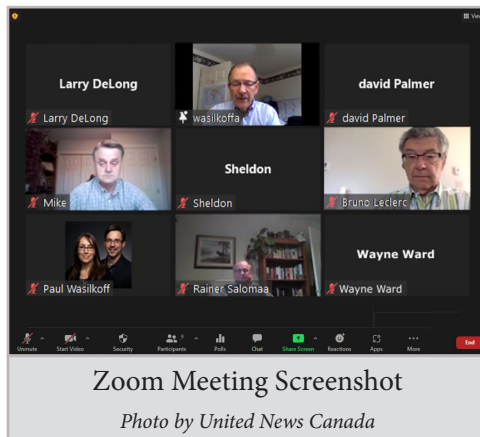 View
Larry DeLong
Larry DeLong
wasilkoffa
david Palmer
david Palmer
Mike
Sheldon
Sheldon
Bruno Leclerc
Paul Wasilkoff
Rainer Salomaa
Wayne Ward
Wayne Ward
Unmute
Start Video
Security
Participants
Polls
Chat
Share Screen
Reactions
Apps
More
End
Zoom Meeting Screenshot
Photo by United News Canada